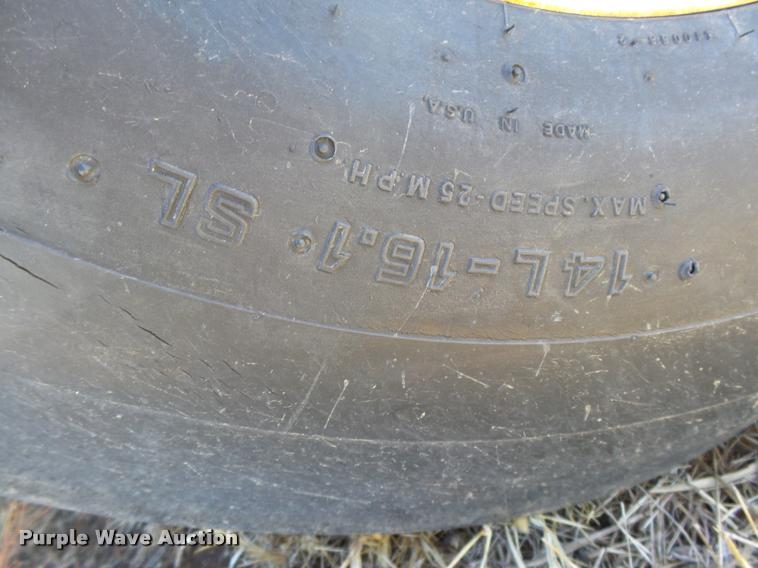 14L-16.1 SL
MAX. SPEED-25 M.P.H.
MADE IN U.S.A.
Purple Wave Auction